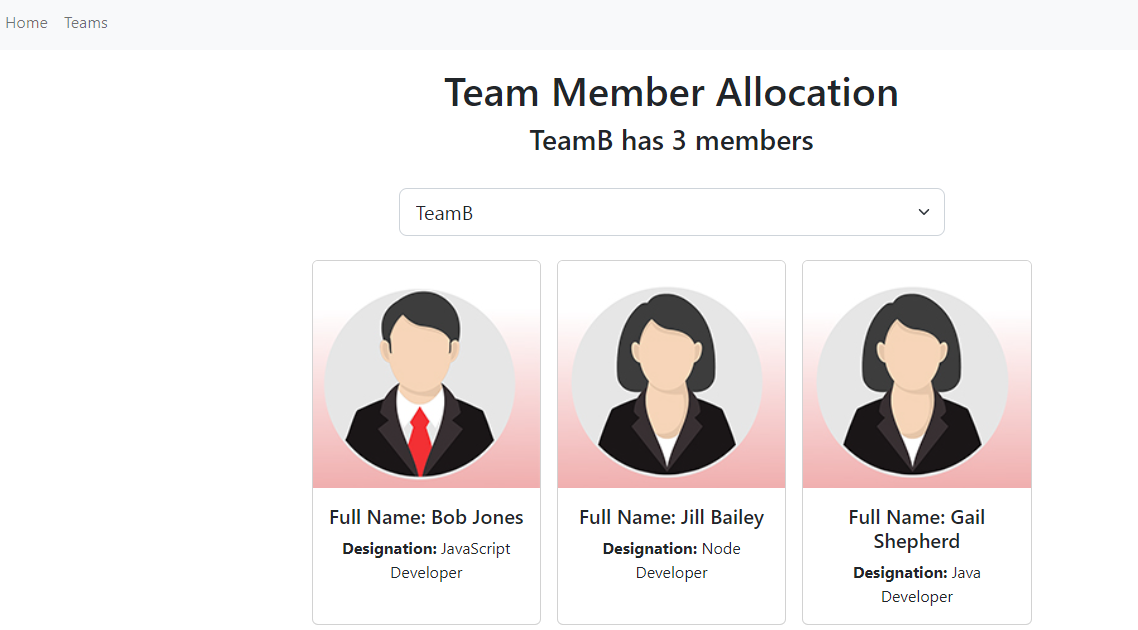 Home Teams
Team Member Allocation
TeamB has 3 members
TeamB
Full Name: Bob Jones
Designation: JavaScript
Developer
Full Name: Jill Bailey
Designation: Node
Developer
Full Name: Gail
Shepherd
Designation: Java
Developer